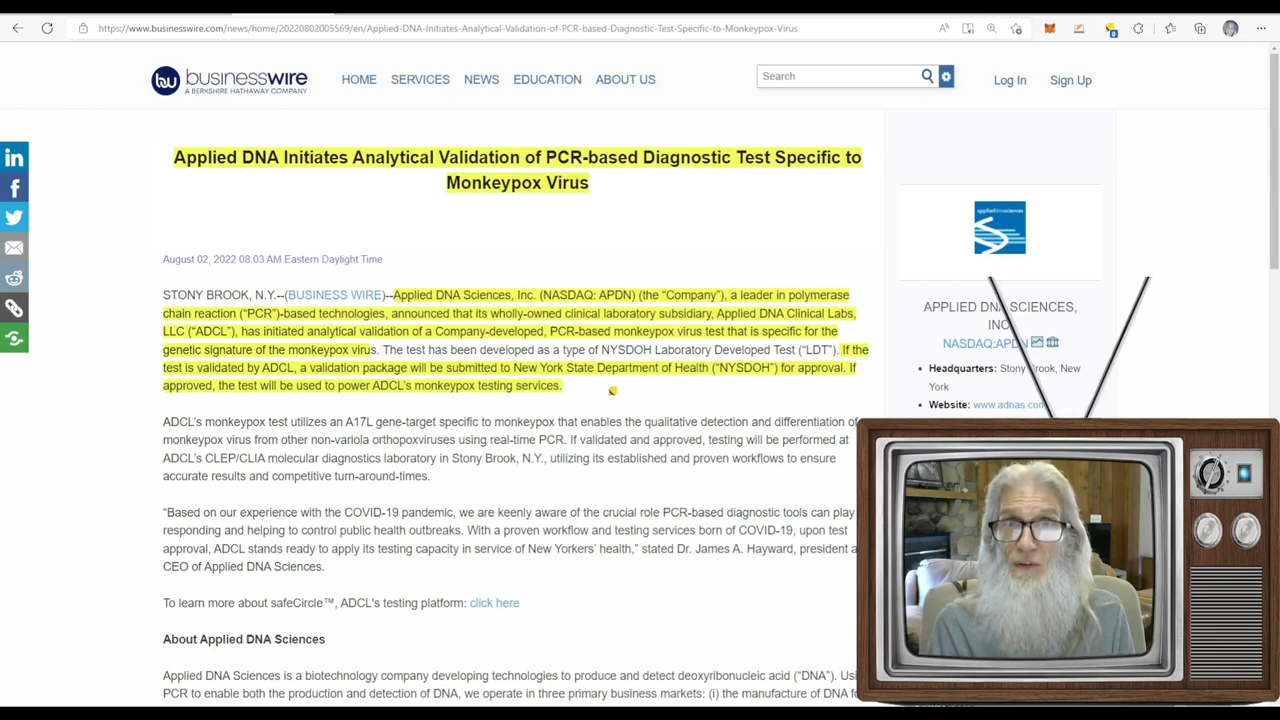 https://www.businesswire.com/news/home/20220802005569/en/Applied-DNA-Initiates-Analytical-Validation-of-PCR-based-Diagnostic-Test-Specific-to-Monkeypox-Virus
businesswire
A BERKSHIRE HATHAWAY COMPANY
HOME SERVICES NEWS EDUCATION ABOUT US
Search
Log In Sign Up
Applied DNA Initiates Analytical Validation of PCR-based Diagnostic Test Specific to
Monkeypox Virus
August 02, 2022 08:03 AM Eastern Daylight Time
STONY BROOK, N.Y.--(BUSINESS WIRE)--Applied DNA Sciences, Inc. (NASDAQ: APDN) (the “Company”), a leader in polymerase
chain reaction (“PCR”)-based technologies, announced that its wholly-owned clinical laboratory subsidiary, Applied DNA Clinical Labs,
LLC (“ADCL”), has initiated analytical validation of a Company-developed, PCR-based monkeypox virus test that is specific for the
genetic signature of the monkeypox virus. The test has been developed as a type of NYSDOH Laboratory Developed Test (“LDT”). If the
test is validated by ADCL, a validation package will be submitted to New York State Department of Health (“NYSDOH”) for approval. If
approved, the test will be used to power ADCL’s monkeypox testing services.
ADCL’s monkeypox test utilizes an A17L gene-target specific to monkeypox that enables the qualitative detection and differentiation of
monkeypox virus from other non-variola orthopoxviruses using real-time PCR. If validated and approved, testing will be performed at
ADCL’s CLEP/CLIA molecular diagnostics laboratory in Stony Brook, N.Y., utilizing its established and proven workflows to ensure
accurate results and competitive turn-around-times.
“Based on our experience with the COVID-19 pandemic, we are keenly aware of the crucial role PCR-based diagnostic tools can play
responding and helping to control public health outbreaks. With a proven workflow and testing services born of COVID-19, upon test
approval, ADCL stands ready to apply its testing capacity in service of New Yorkers’ health,” stated Dr. James A. Hayward, president a
CEO of Applied DNA Sciences.
To learn more about safeCircle™, ADCL's testing platform: click here
About Applied DNA Sciences
Applied DNA Sciences is a biotechnology company developing technologies to produce and detect deoxyribonucleic acid (“DNA”). Usi
PCR to enable both the production and detection of DNA, we operate in three primary business markets: (i) the manufacture of DNA fo
applied dna sciences
APPLIED DNA SCIENCES,
INC
NASDAQ:APDN
Headquarters: Stony Brook, New
York
Website: www.adnas.com